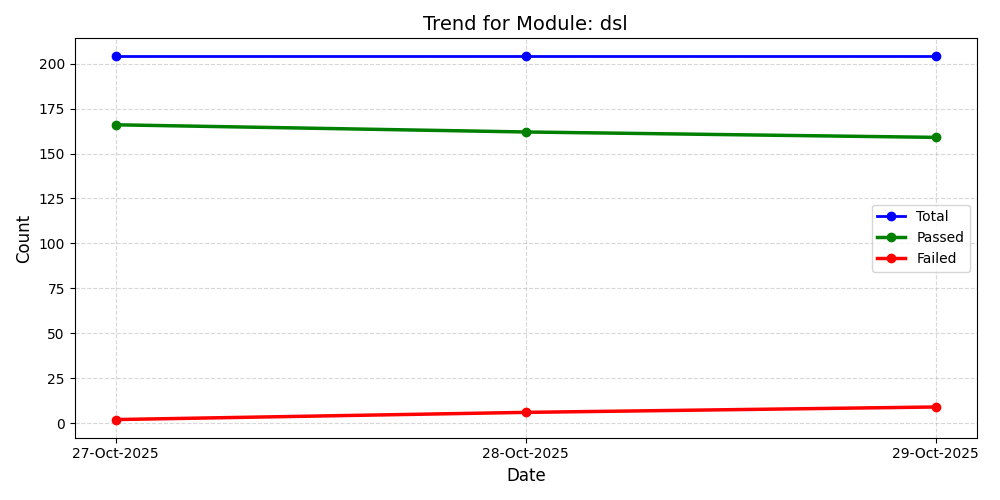 Trend for Module: dsl
Count
200
175
150
125
100
75
50
25
0
Total
Passed
Failed
27-Oct-2025
28-Oct-2025
29-Oct-2025
Date